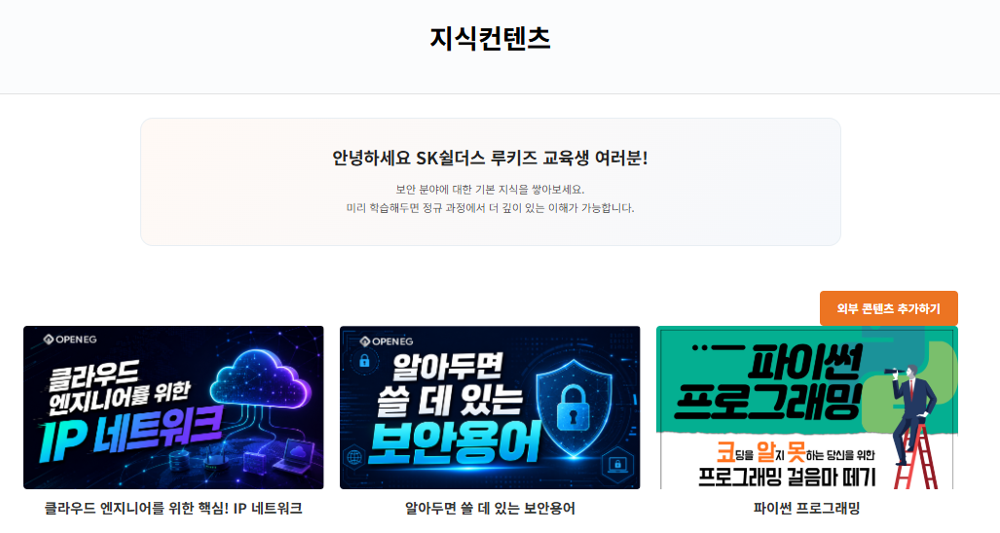 지식컨텐츠
안녕하세요 SK쉴더스 루키즈 교육생 여러분!
보안 분야에 대한 기본 지식을 쌓아보세요.
미리 학습해두면 정규 과정에서 더 깊이 있는 이해가 가능합니다.
외부 콘텐츠 추가하기
OPENEG
클라우드
엔지니어를 위한
IP 네트워크
클라우드 엔지니어를 위한 핵심! IP 네트워크
OPENEG
알아두면
쓸 데 있는
보안용어
알아두면 쓸 데 있는 보안용어
파이썬
프로그래밍
코딩을 알지 못하는 당신을 위한
프로그래밍 걸음마 떼기
파이썬 프로그래밍